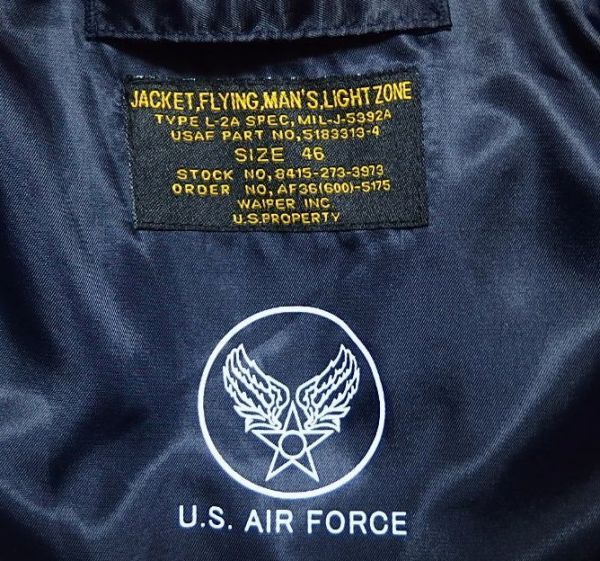 JACKET,FLYING,MAN'S,LIGHT ZONE
TYPE L-2A SPEC,MIL-J-5392A
USAF PART NO,5183313-4
SIZE 46
STOCK NO,8415-273-3973
ORDER NO,AF36(600)-5175
WAIPER INC.
U.S.PROPERTY
U.S. AIR FORCE